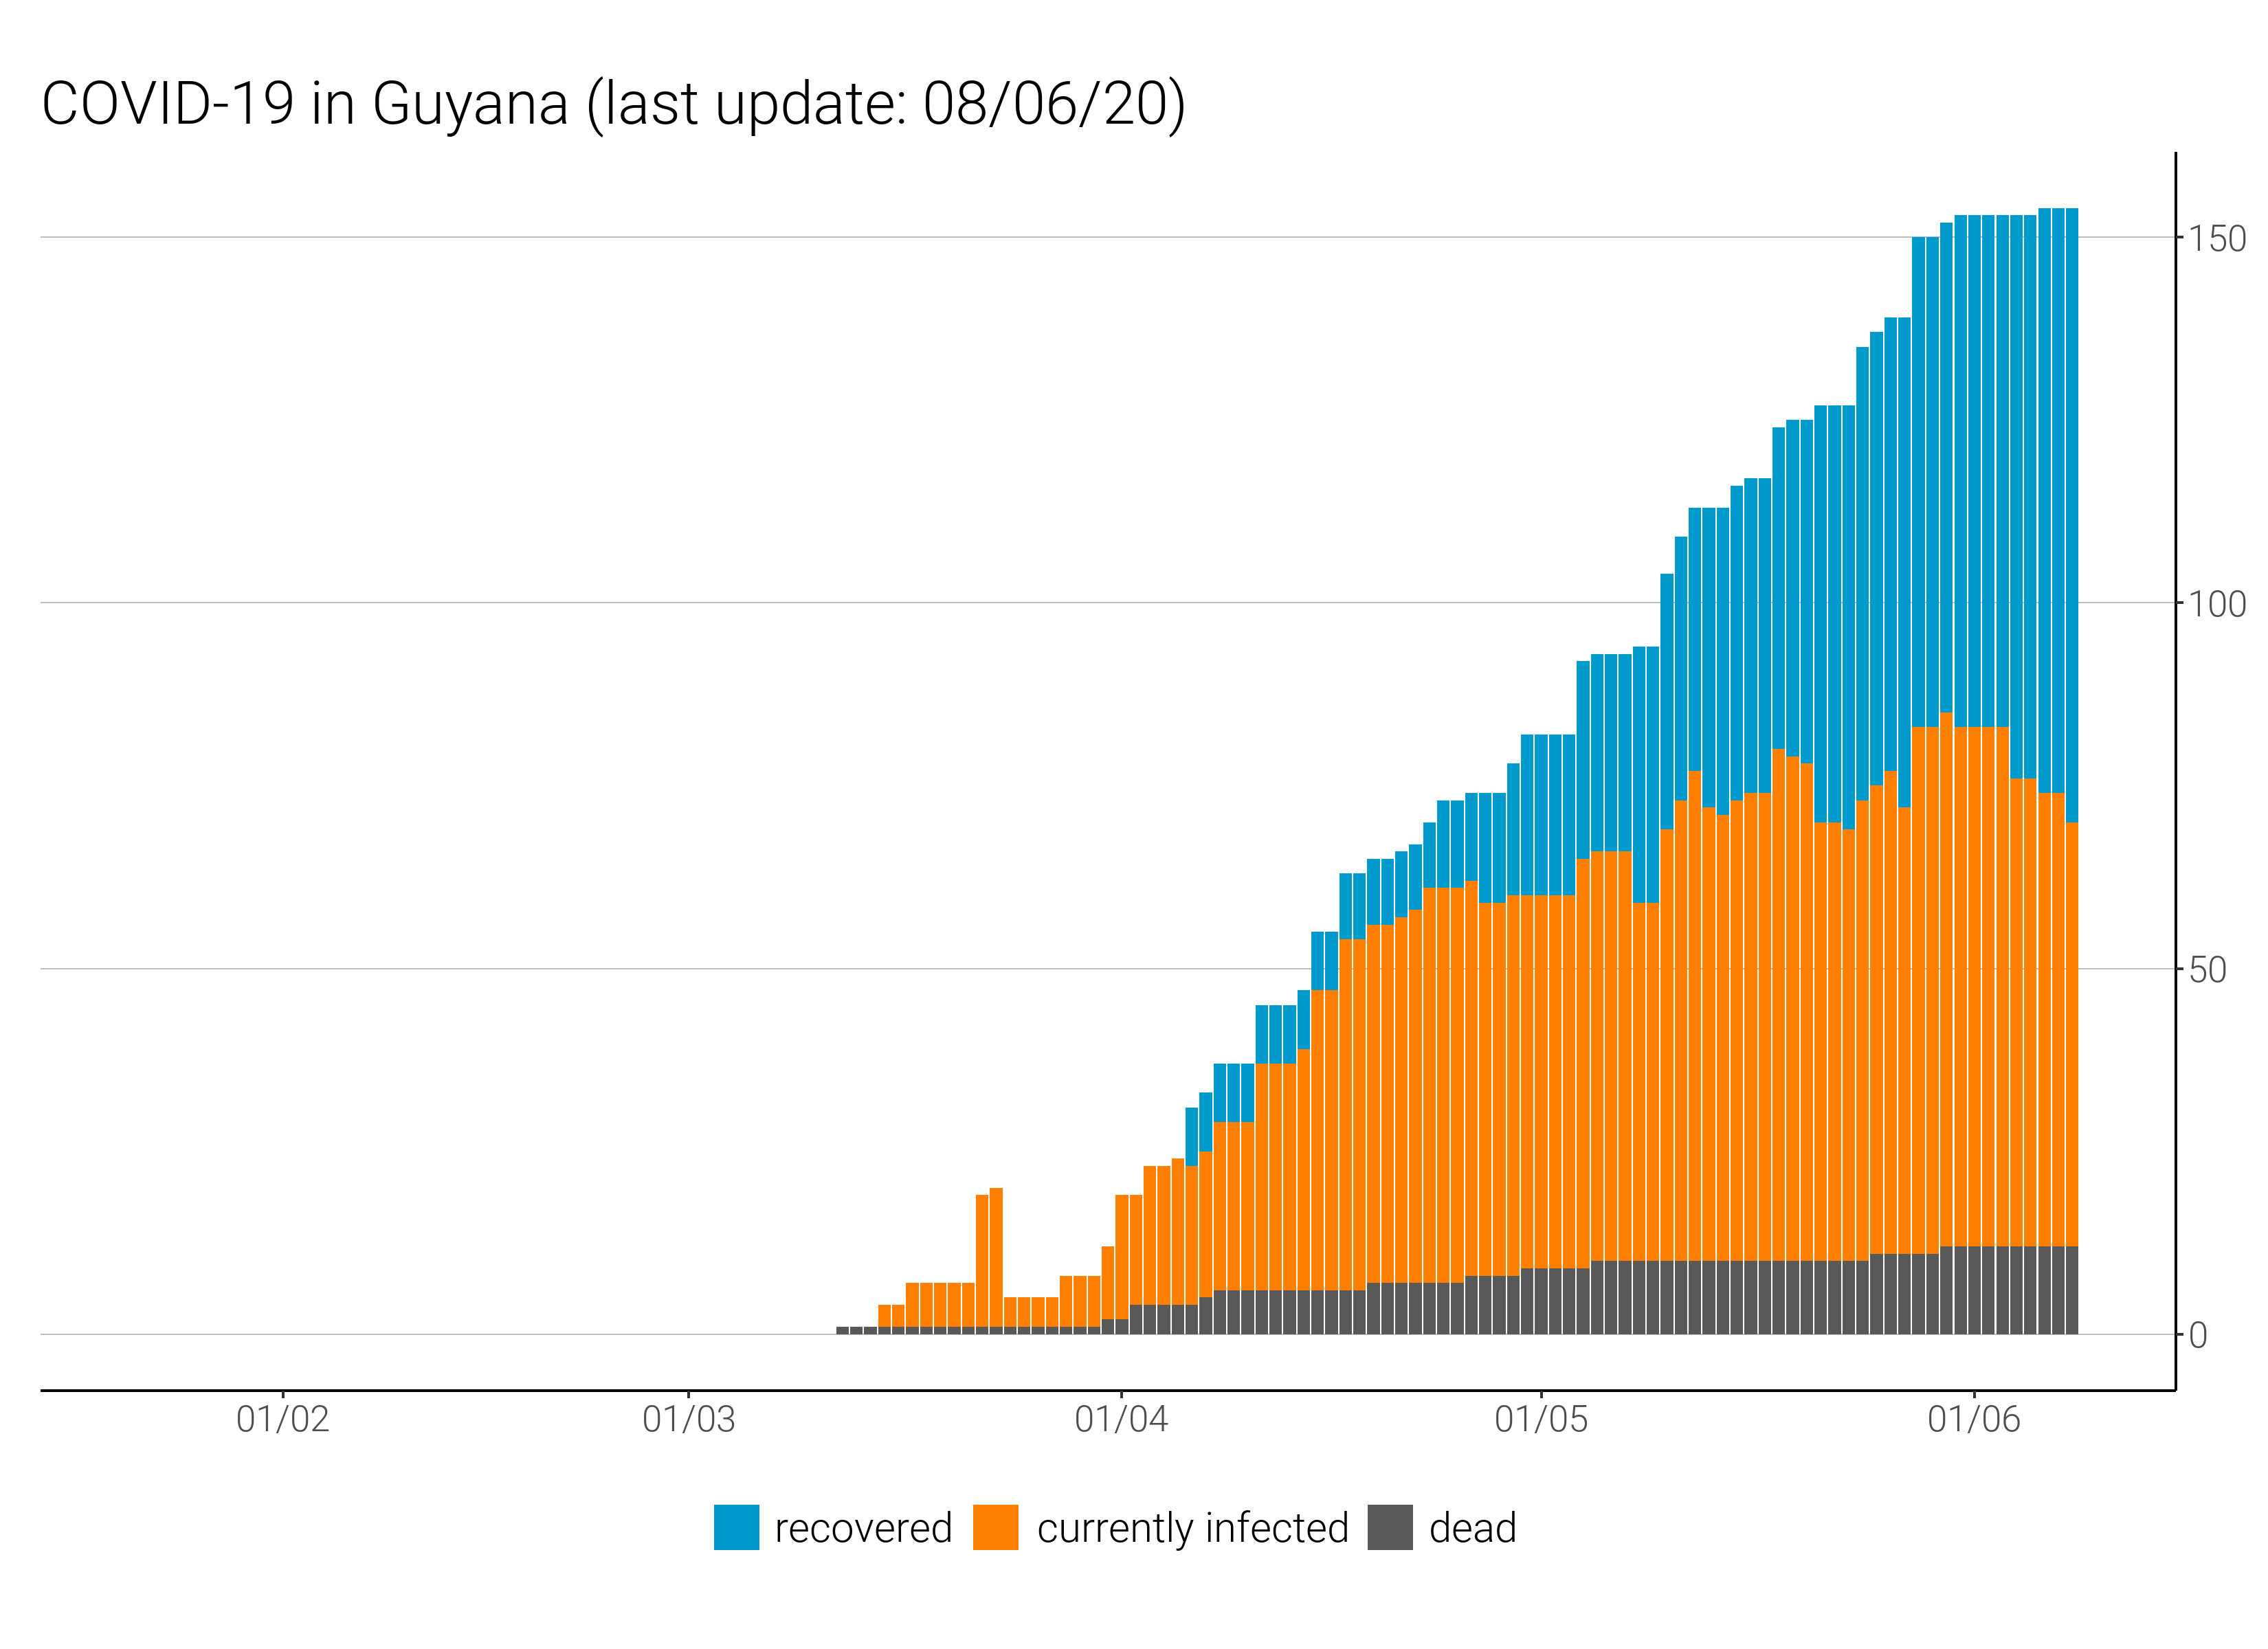 COVID-19 in Guyana (last update: 08/06/20)
150
100
50
0
01/02 01/03 01/04 01/05 01/06
recovered currently infected dead